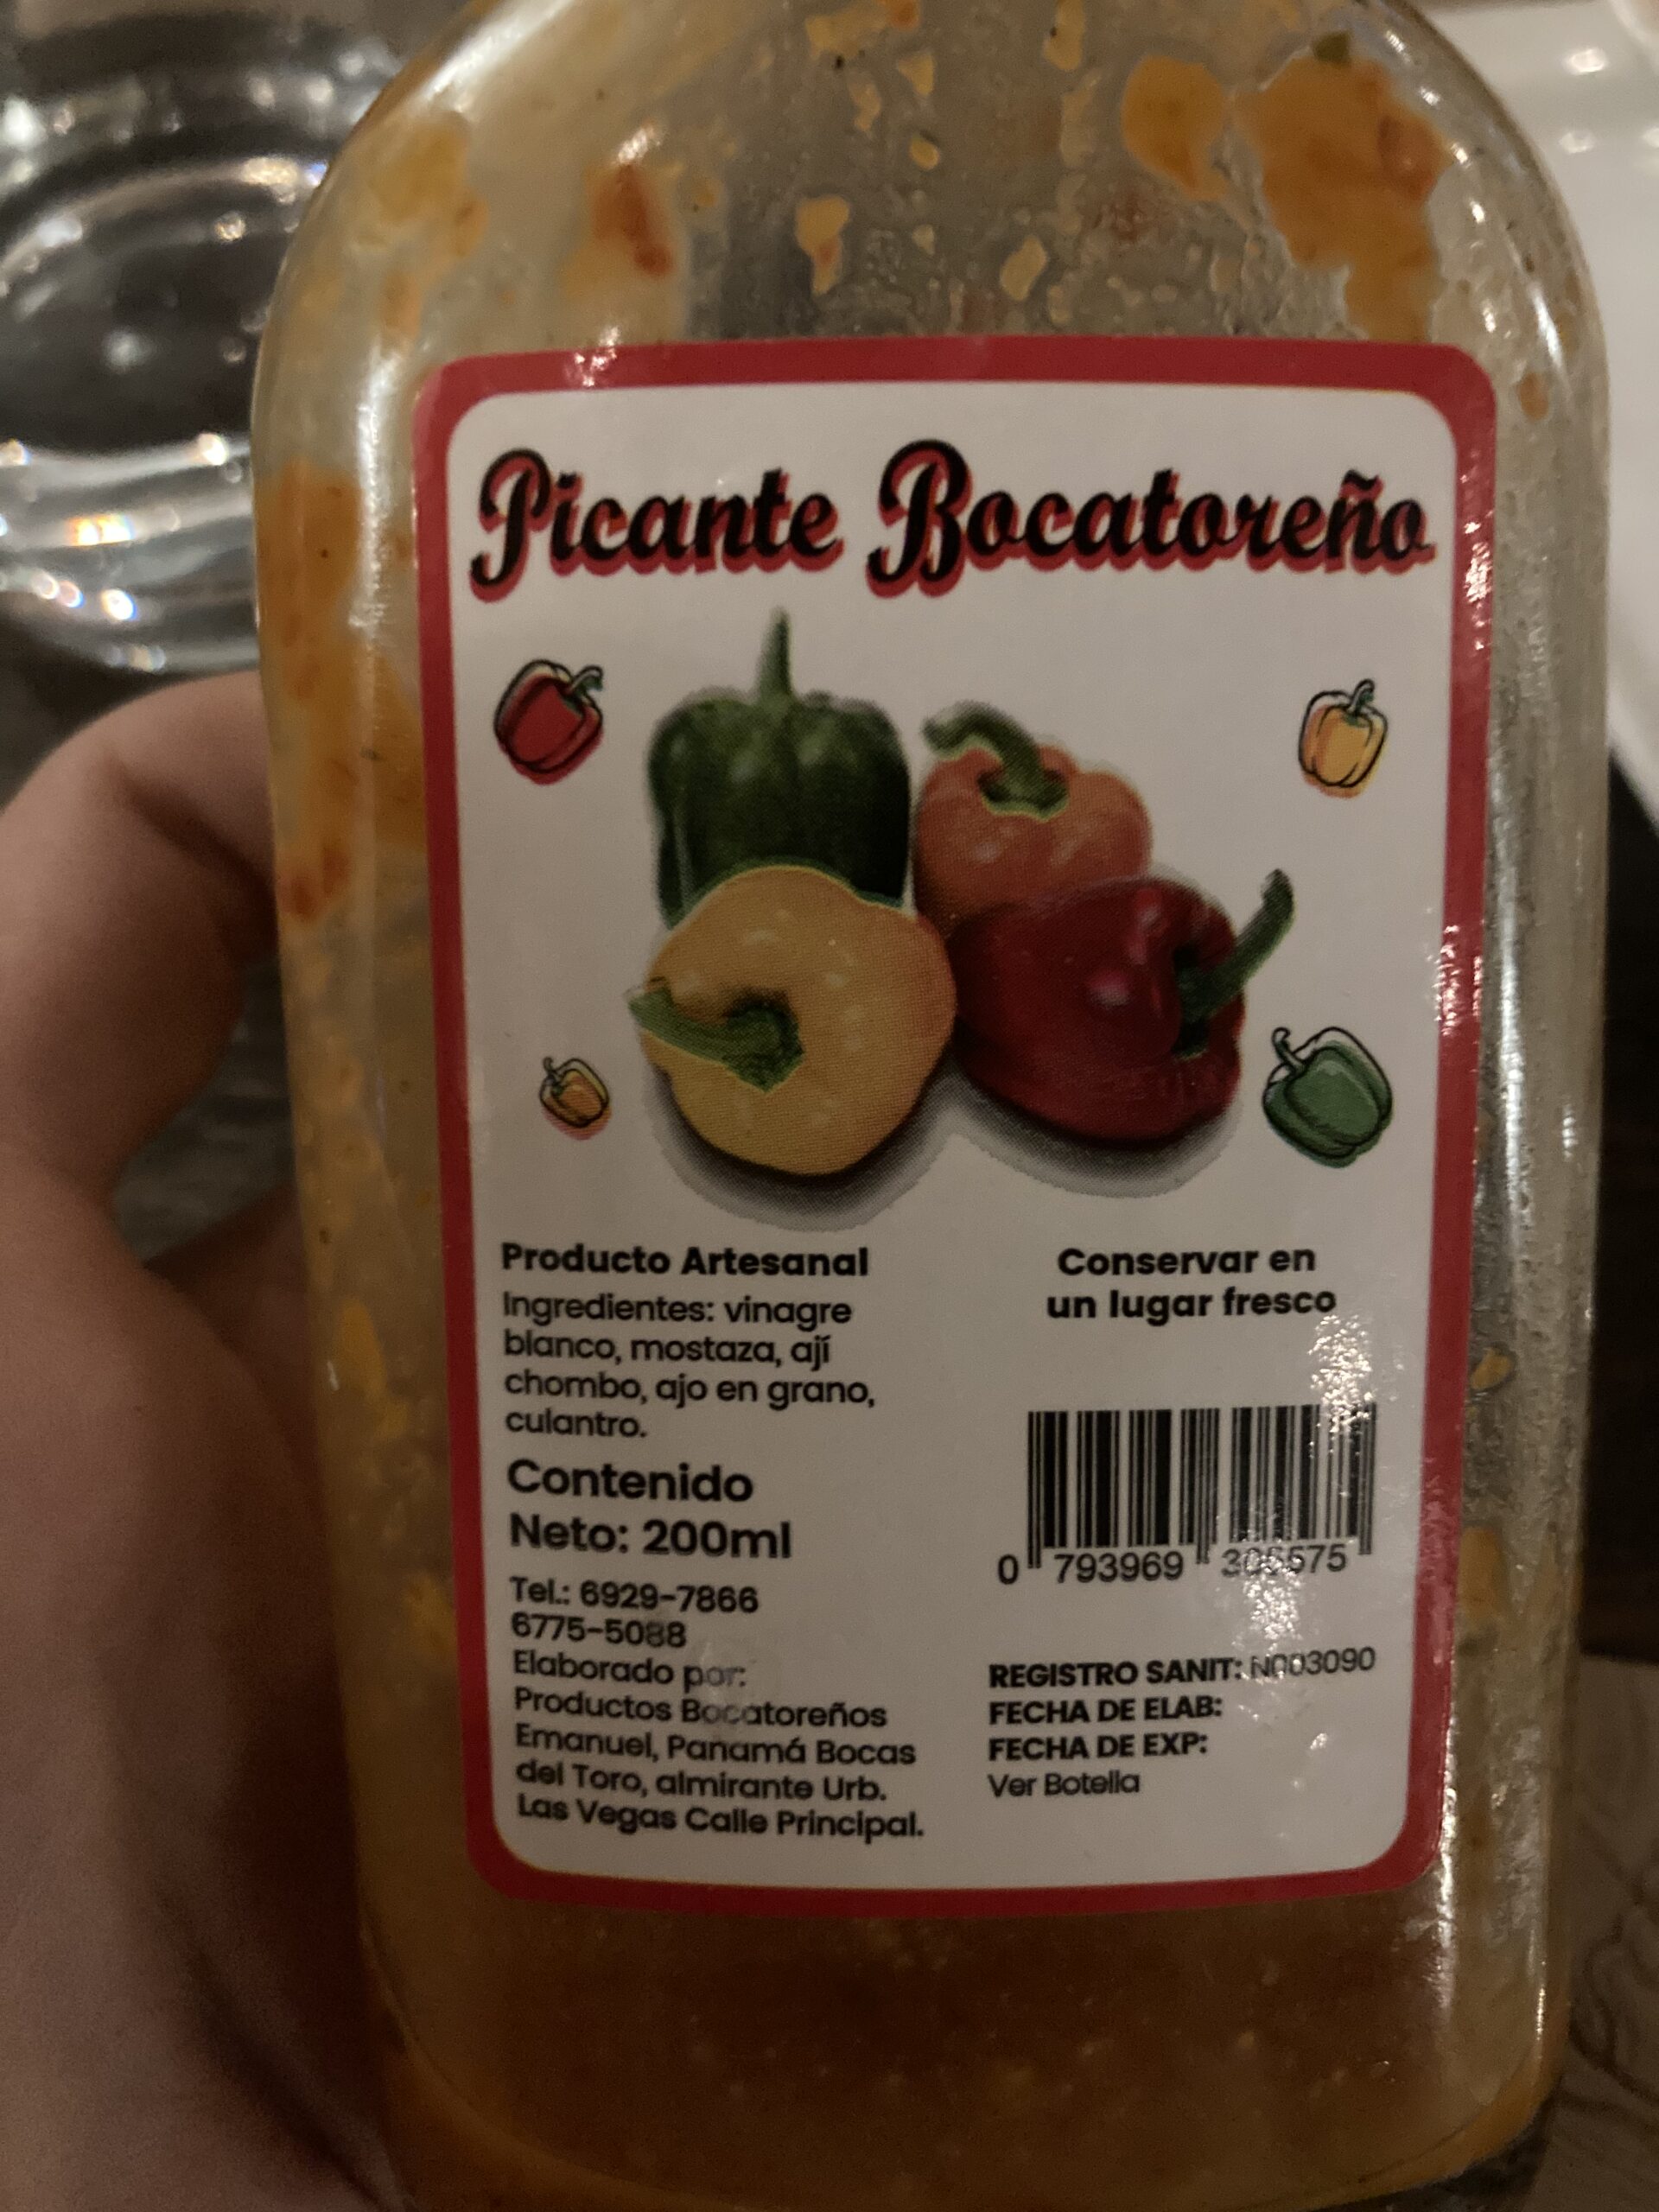 Picante Bocatoreño
Producto Artesanal
Ingredientes: vinagre
blanco, mostaza, ají
chombo, ajo en grano,
culantro.
Contenido
Neto: 200ml
Tel.: 6929-7866
6775-5088
Elaborado por:
Productos Bocatoreños
Emanuel, Panamá Bocas
del Toro, almirante Urb.
Las Vegas Calle Principal.
Conservar en
un lugar fresco
0 793969 305575
REGISTRO SANIT: N003090
FECHA DE ELAB:
FECHA DE EXP:
Ver Botella